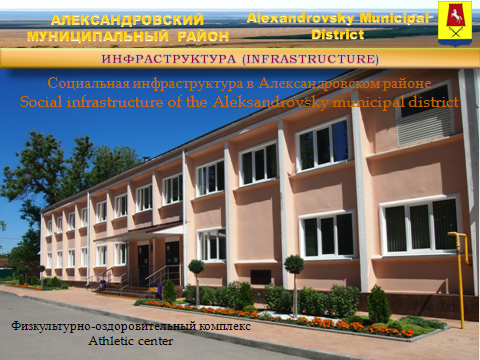 АЛЕКСАНДРОВСКИЙ
МУНИЦИПАЛЬНЫЙ РАЙОН
Alexandrovsky Municipal
District
ИНФРАСТРУКТУРА (INFRASTRUCTURE)
Социальная инфраструктура в Александровском районе
Social infrastructure of the Aleksandrovsky municipal district
Физкультурно-оздоровительный комплекс
Athletic center